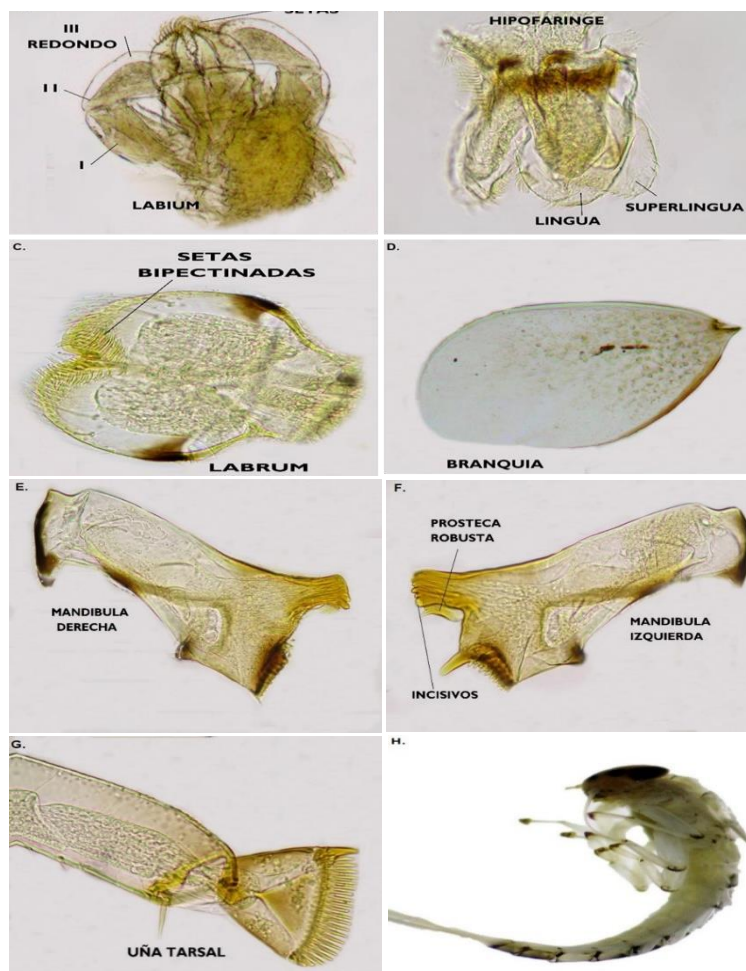 SETAS
III
REDONDO
II
I
LABIUM
HIPOFARINGE
LINGUA
SUPERLINGUA
C.
SETAS
BIPECTINADAS
LABRUM
D.
BRANQUIA
E.
MANDIBULA
DERECHA
F.
PROSTECA
ROBUSTA
MANDIBULA
IZQUIERDA
INCISIVOS
G.
UÑA TARSAL
H.